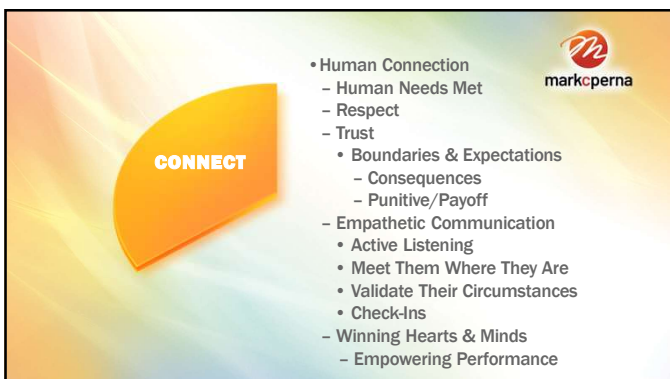 CONNECT
•Human Connection
– Human Needs Met
– Respect
– Trust
• Boundaries & Expectations
– Consequences
– Punitive/Payoff
– Empathetic Communication
• Active Listening
• Meet Them Where They Are
• Validate Their Circumstances
• Check-Ins
– Winning Hearts & Minds
– Empowering Performance
m
markcperna